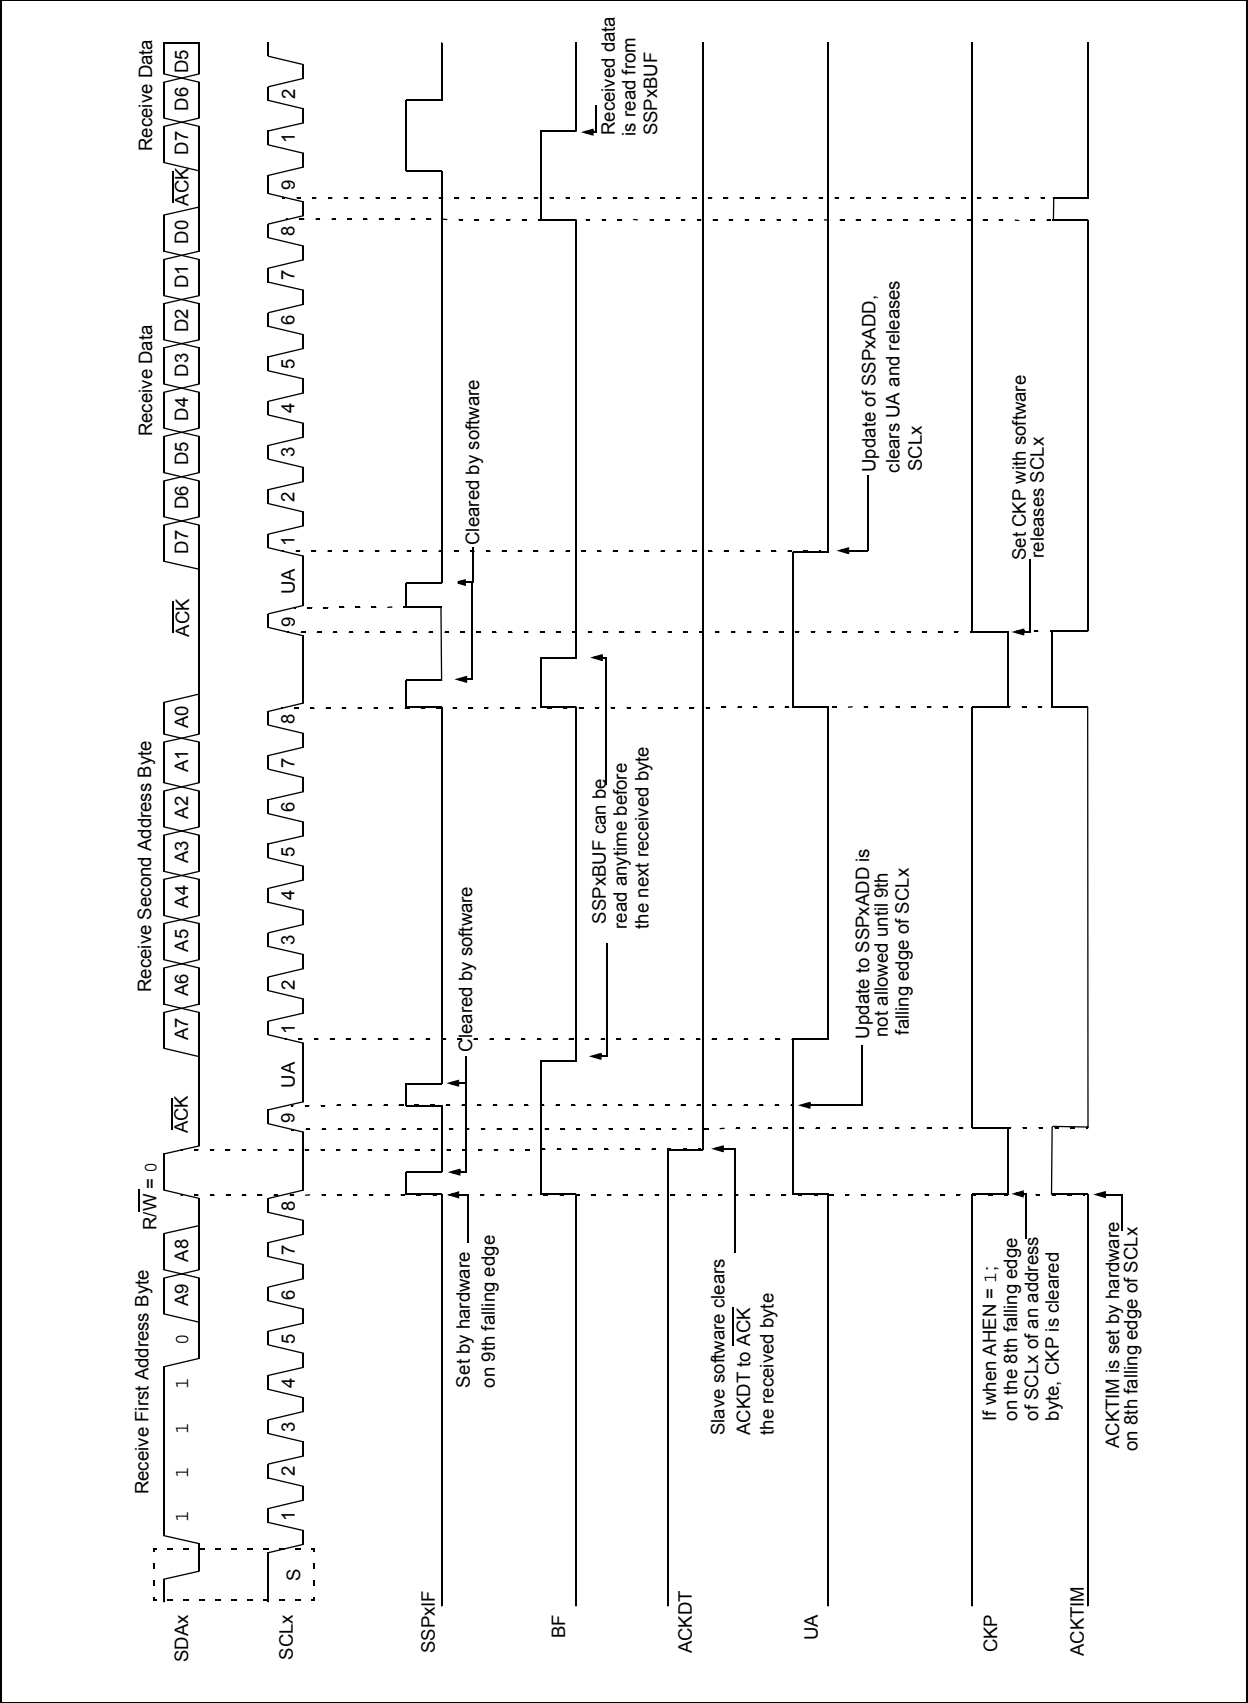 Receive First Address Byte
R/W = 0
Receive Second Address Byte
Receive Data
Receive Data
SDAx
1 1 1 1 0 A9 A8
ACK
A7 A6 A5 A4 A3 A2 A1 A0
ACK
D7 D6 D5 D4 D3 D2 D1 D0
ACK
D7 D6 D5
SCLx
S 1 2 3 4 5 6 7 8 9 UA 1 2 3 4 5 6 7 8 9 UA 1 2 3 4 5 6 7 8 9 1 2
SSPxIF
Set by hardware
on 9th falling edge
Cleared by software
Cleared by software
BF
SSPxBUF can be
read anytime before
the next received byte
Received data
is read from
SSPxBUF
ACKDT
Slave software clears
ACKDT to ACK
the received byte
UA
Update to SSPxADD is
not allowed until 9th
falling edge of SCLx
Update of SSPxADD,
clears UA and releases
SCLx
CKP
If when AHEN = 1;
on the 8th falling edge
of SCLx of an address
byte, CKP is cleared
Set CKP with software
releases SCLx
ACKTIM
ACKTIM is set by hardware
on 8th falling edge of SCLx